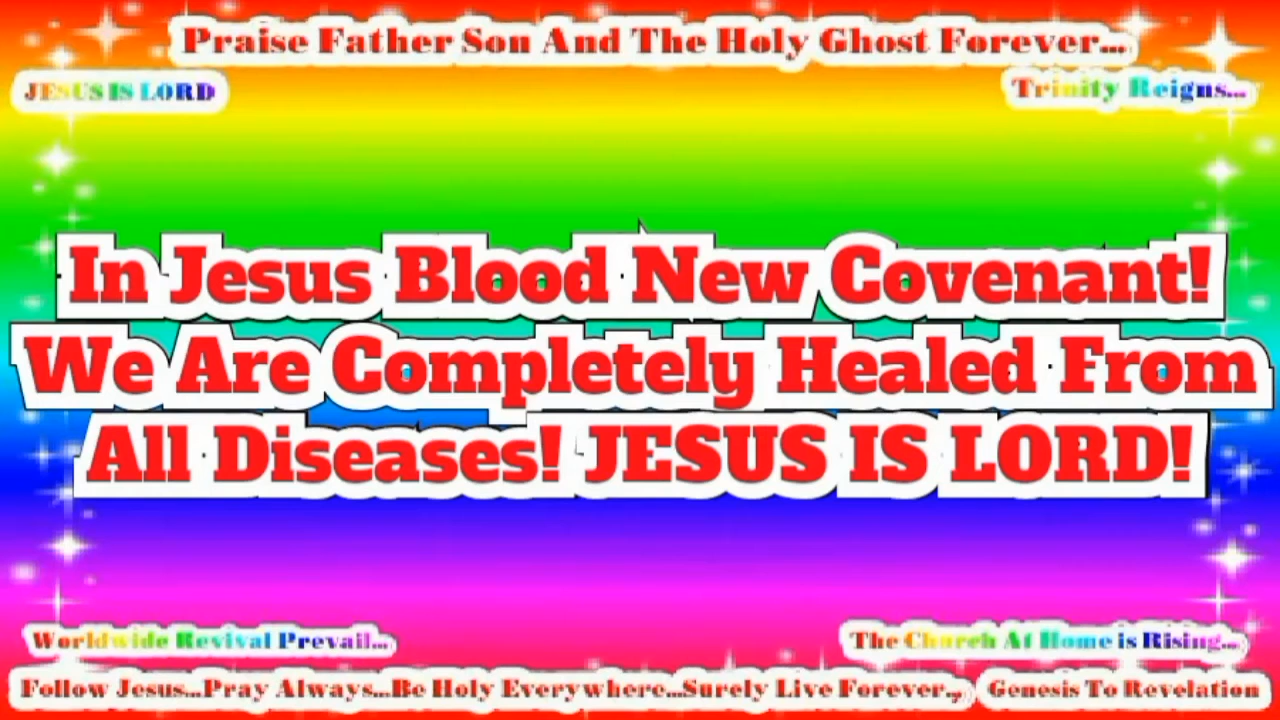 Praise Father Son And The Holy Ghost Forever...
JESUS IS LORD
Trinity Reigns...
In Jesus Blood New Covenant!
We Are Completely Healed From
All Diseases! JESUS IS LORD!
Worldwide Revival Prevail...
The Church At Home is Rising...
Follow Jesus...Pray Always...Be Holy Everywhere...Surely Live Forever...
Genesis To Revelation